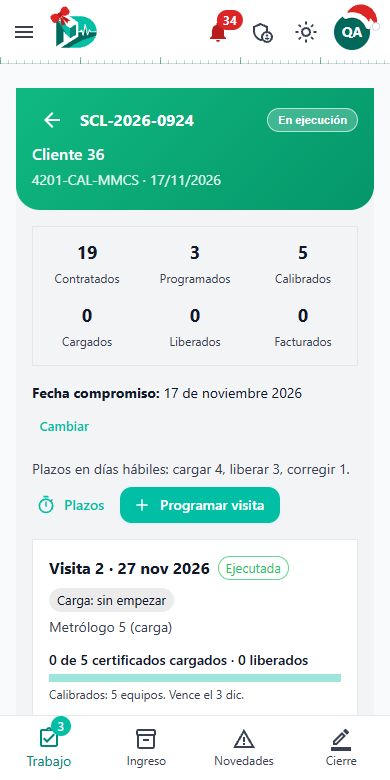 34
QA
SCL-2026-0924
En ejecución
Cliente 36
4201-CAL-MMCS · 17/11/2026
19 3 5
Contratados Programados Calibrados
0 0 0
Cargados Liberados Facturados
Fecha compromiso: 17 de noviembre 2026
Cambiar
Plazos en días hábiles: cargar 4, liberar 3, corregir 1.
Plazos
Programar visita
Visita 2 · 27 nov 2026 Ejecutada
Carga: sin empezar
Metrólogo 5 (carga)
0 de 5 certificados cargados · 0 liberados
Calibrados: 5 equipos. Vence el 3 dic.
3
Trabajo Ingreso Novedades Cierre